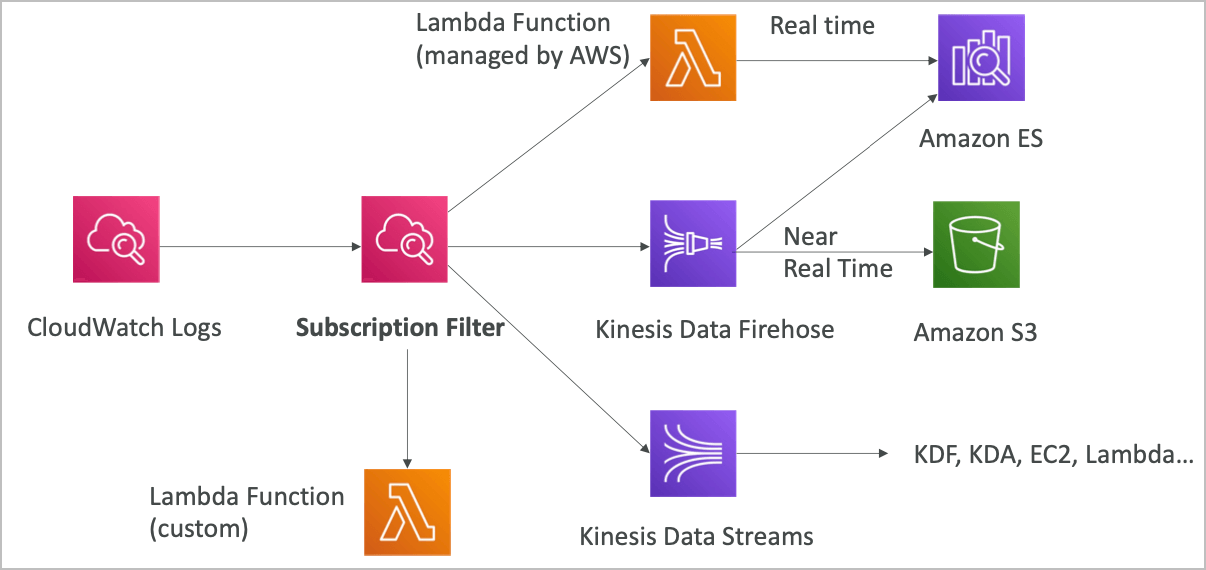 Lambda Function
(managed by AWS)
Real time
Amazon ES
Near
Real Time
CloudWatch Logs
Subscription Filter
Kinesis Data Firehose
Amazon S3
Lambda Function
(custom)
Kinesis Data Streams
KDF, KDA, EC2, Lambda...